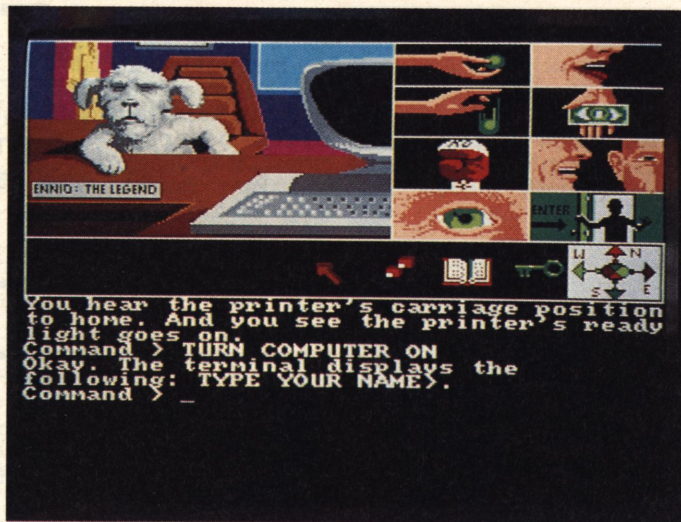 ENNIO: THE LEGEND
ENTER
W N
S E
You hear the printer's carriage position
to home. And you see the printer's ready
light goes on.
Command > TURN COMPUTER ON
Okay. The terminal displays the
following: TYPE YOUR NAME>.
Command > _